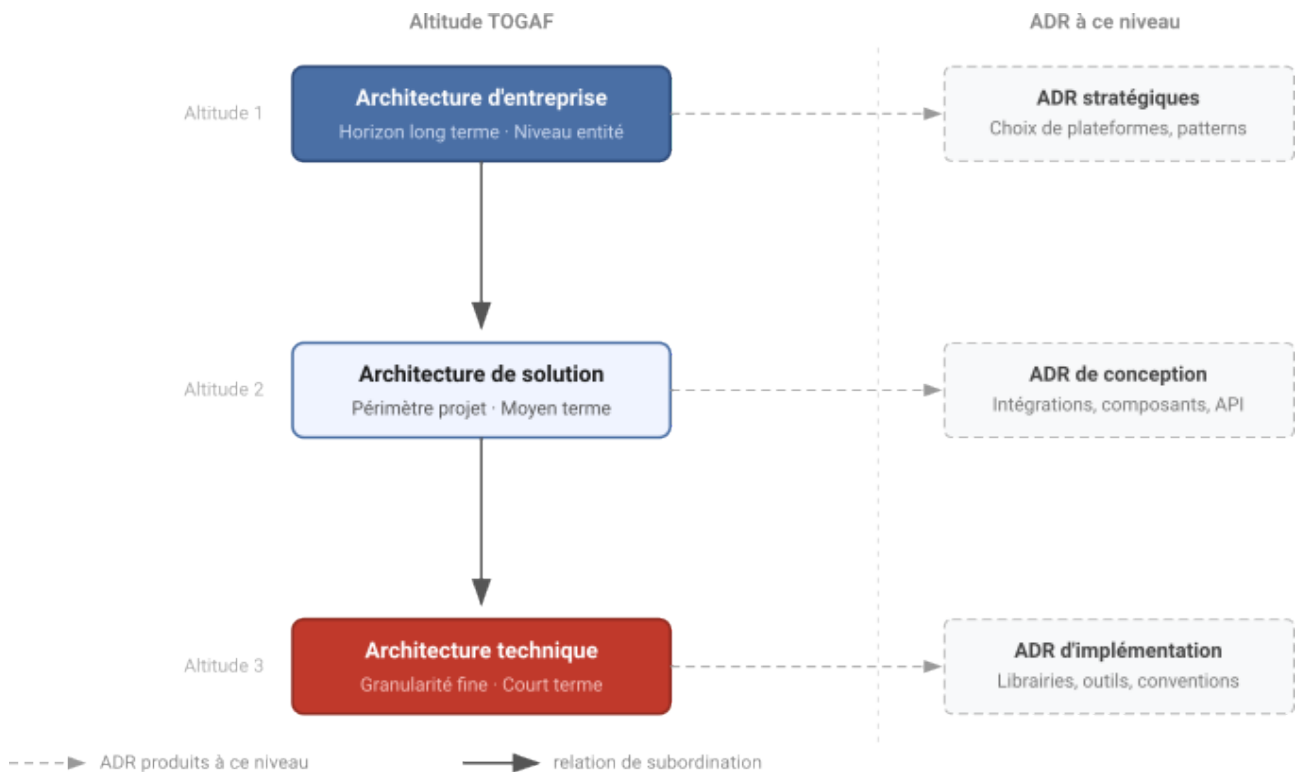 Altitude TOGAF
ADR à ce niveau
Altitude 1
Architecture d'entreprise
Horizon long terme · Niveau entité
ADR stratégiques
Choix de plateformes, patterns
Altitude 2
Architecture de solution
Périmètre projet · Moyen terme
ADR de conception
Intégrations, composants, API
Altitude 3
Architecture technique
Granularité fine · Court terme
ADR d'implémentation
Librairies, outils, conventions
ADR produits à ce niveau
relation de subordination